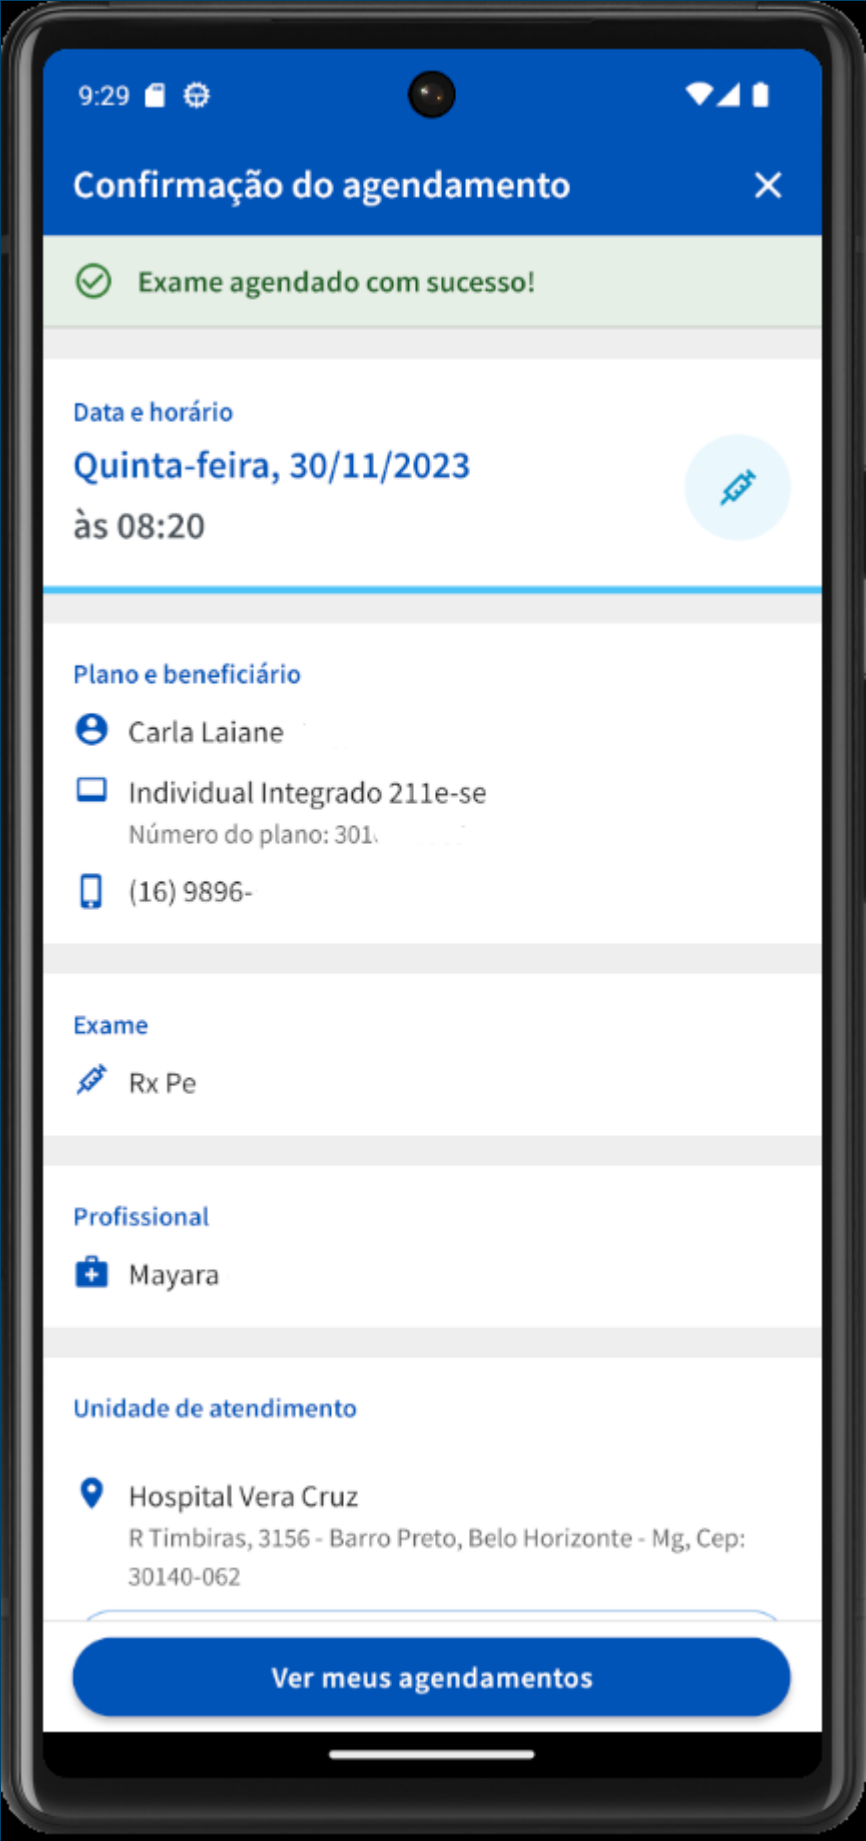 9:29
Confirmação do agendamento
Exame agendado com sucesso!
Data e horário
Quinta-feira, 30/11/2023
às 08:20
Plano e beneficiário
Carla Laiane
Individual Integrado 211e-se
Número do plano: 301
(16) 9896-
Exame
Rx Pe
Profissional
Mayara
Unidade de atendimento
Hospital Vera Cruz
R Timbiras, 3156 - Barro Preto, Belo Horizonte - Mg, Cep:
30140-062
Ver meus agendamentos